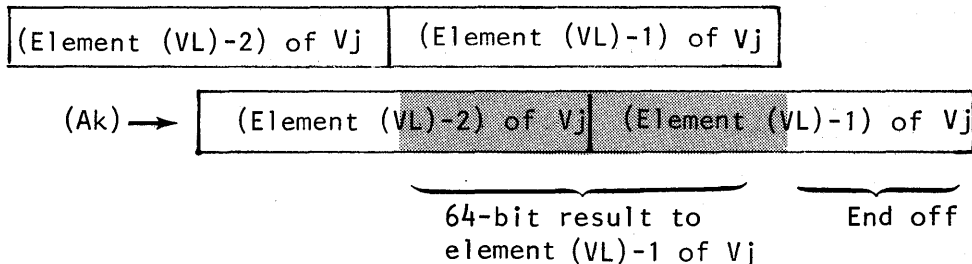 (Element (VL)-2) of Vj (Element (VL)-1) of Vj
(Ak) → (Element (VL)-2) of Vj (Element (VL)-1) of Vj
64-bit result to End off
element (VL)-1 of Vj